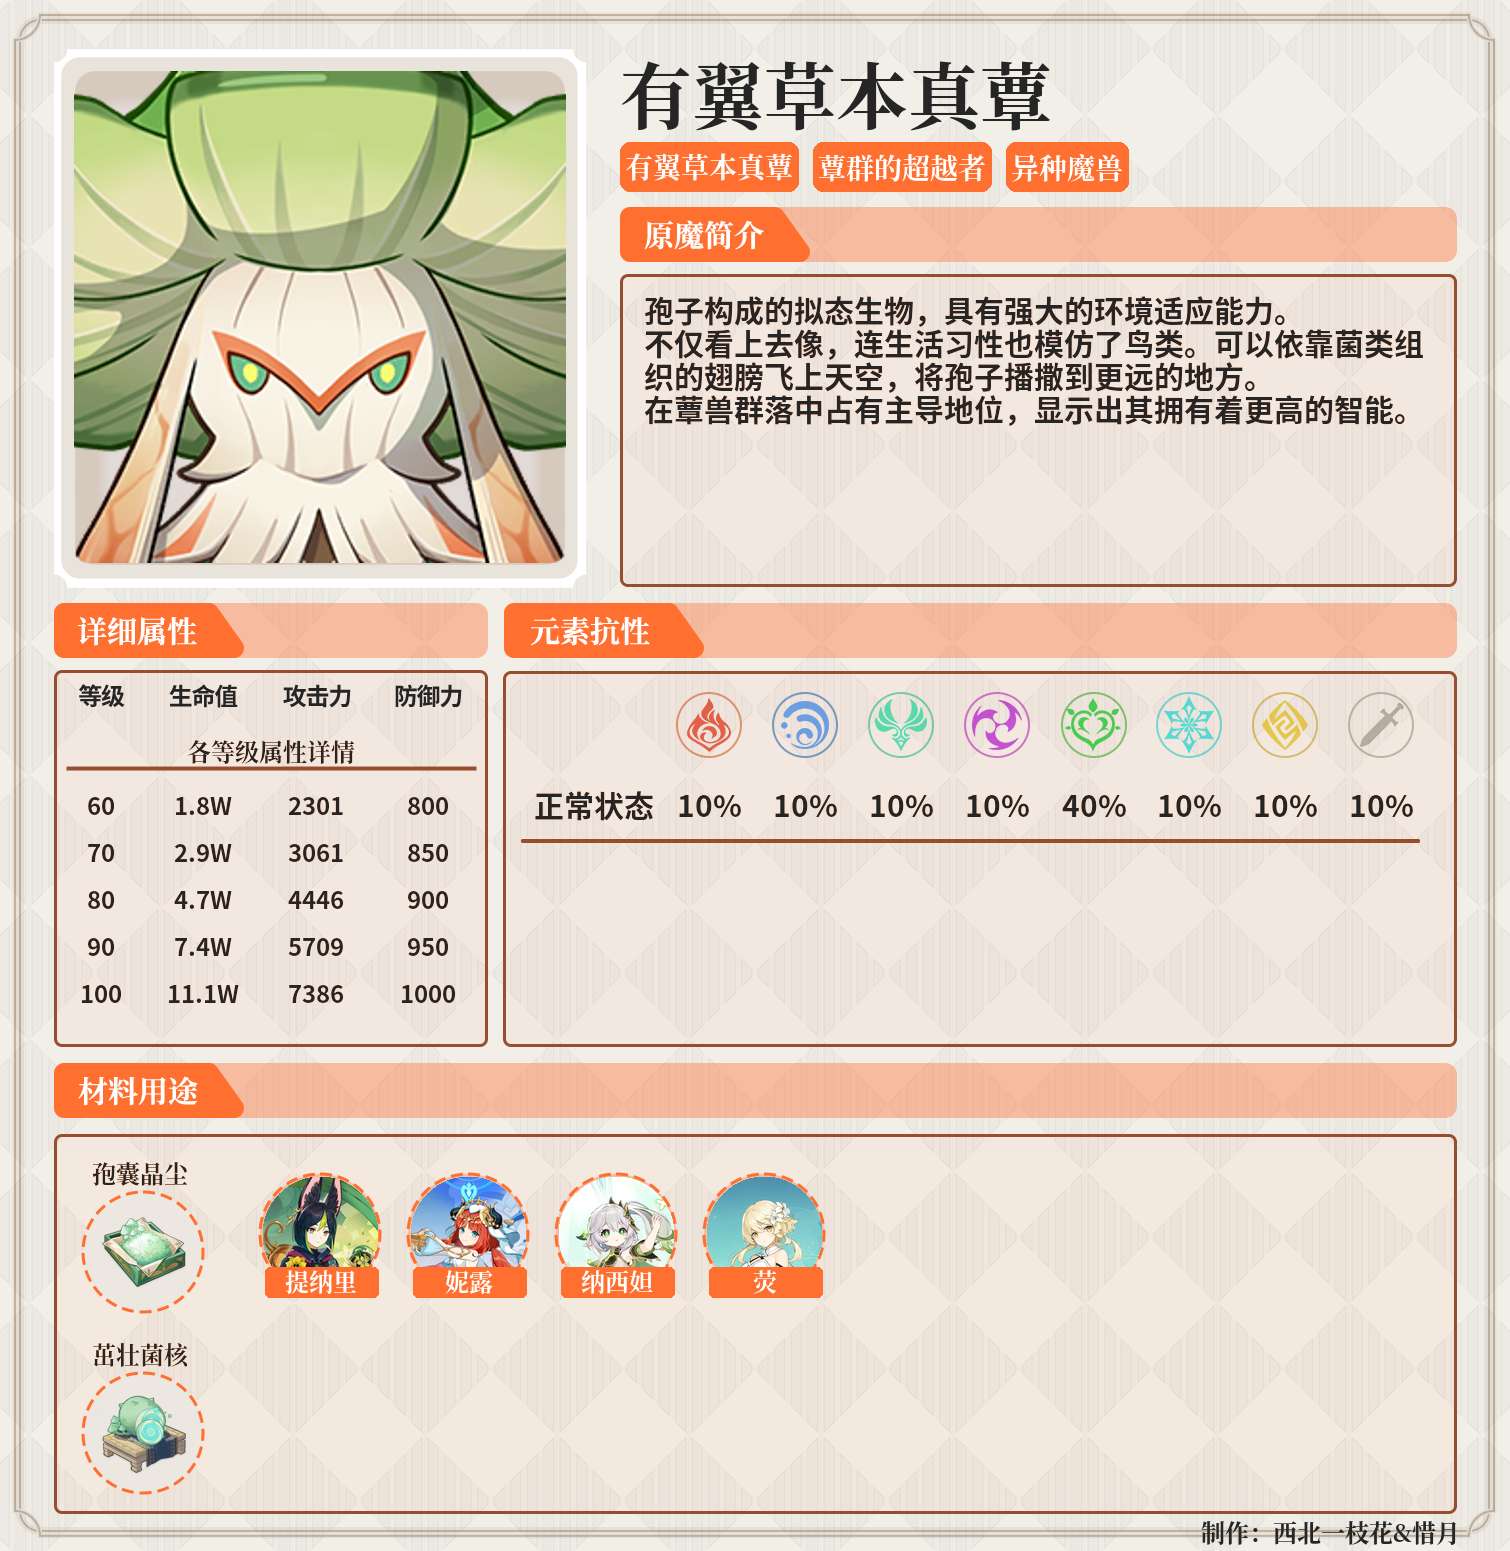 有翼草本真蕈
有翼草本真蕈 蕈群的超越者 异种魔兽
原魔简介
孢子构成的拟态生物，具有强大的环境适应能力。
不仅看上去像，连生活习性也模仿了鸟类。可以依靠菌类组
织的翅膀飞上天空，将孢子播撒到更远的地方。
在蕈兽群落中占有主导地位，显示出其拥有着更高的智能。
详细属性
等级 生命值 攻击力 防御力
各等级属性详情
60 1.8W 2301 800
70 2.9W 3061 850
80 4.7W 4446 900
90 7.4W 5709 950
100 11.1W 7386 1000
元素抗性
正常状态 10% 10% 10% 10% 40% 10% 10% 10%
材料用途
孢囊晶尘
提纳里 妮露 纳西妲 荧
茁壮菌核
制作：西北一枝花&惜月